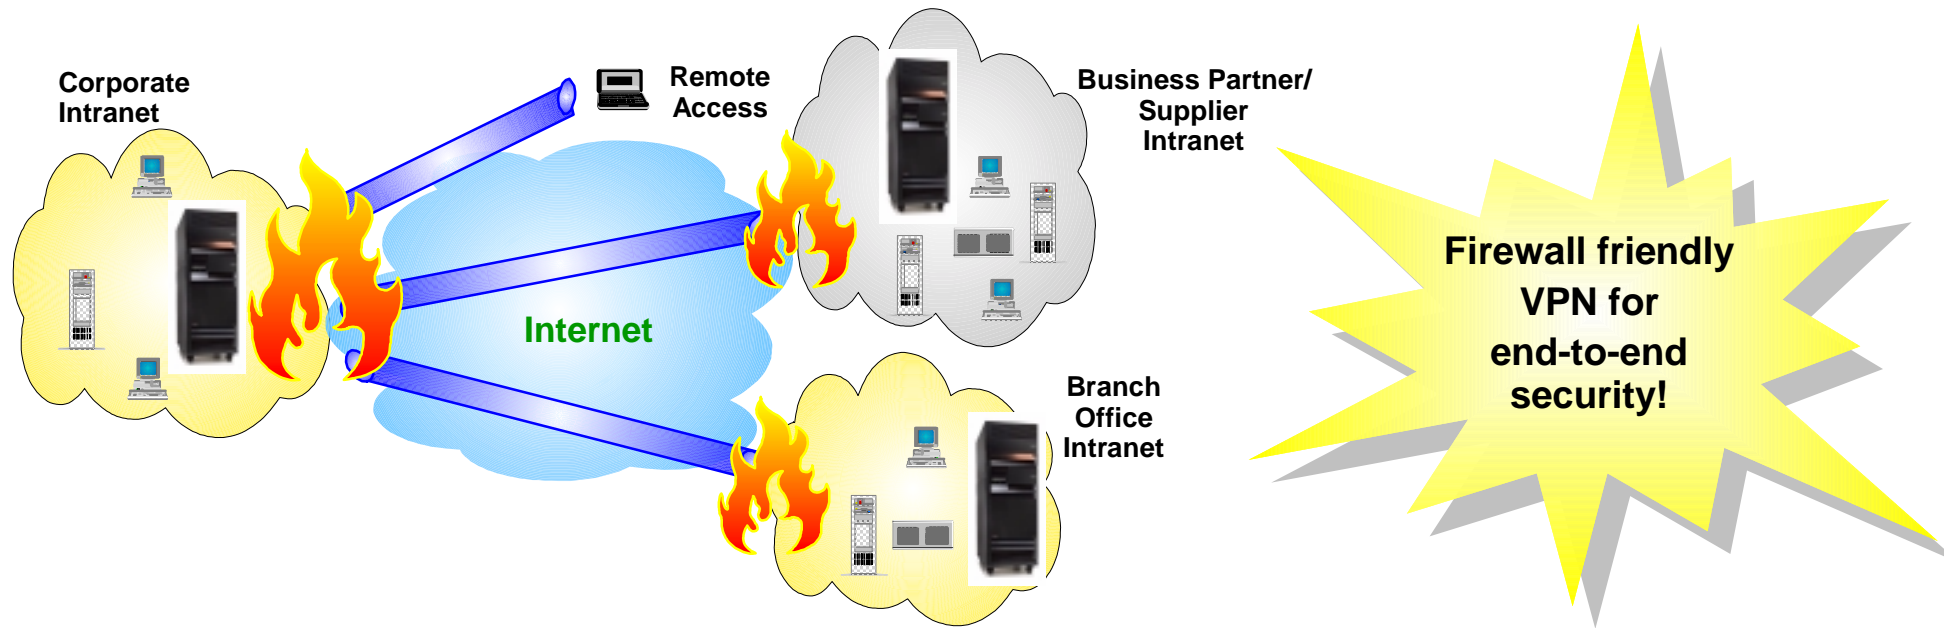 Corporate
Intranet
Remote
Access
Business Partner/
Supplier
Intranet
Internet
Branch
Office
Intranet
Firewall friendly
VPN for
end-to-end
security!